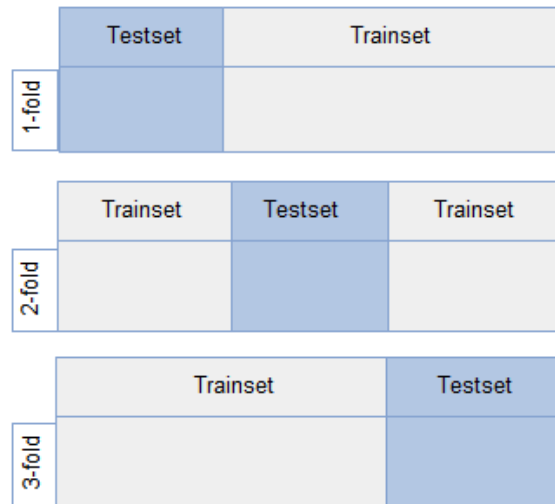 Testset Trainset
1-fold
Trainset Testset Trainset
2-fold
Trainset Testset
3-fold